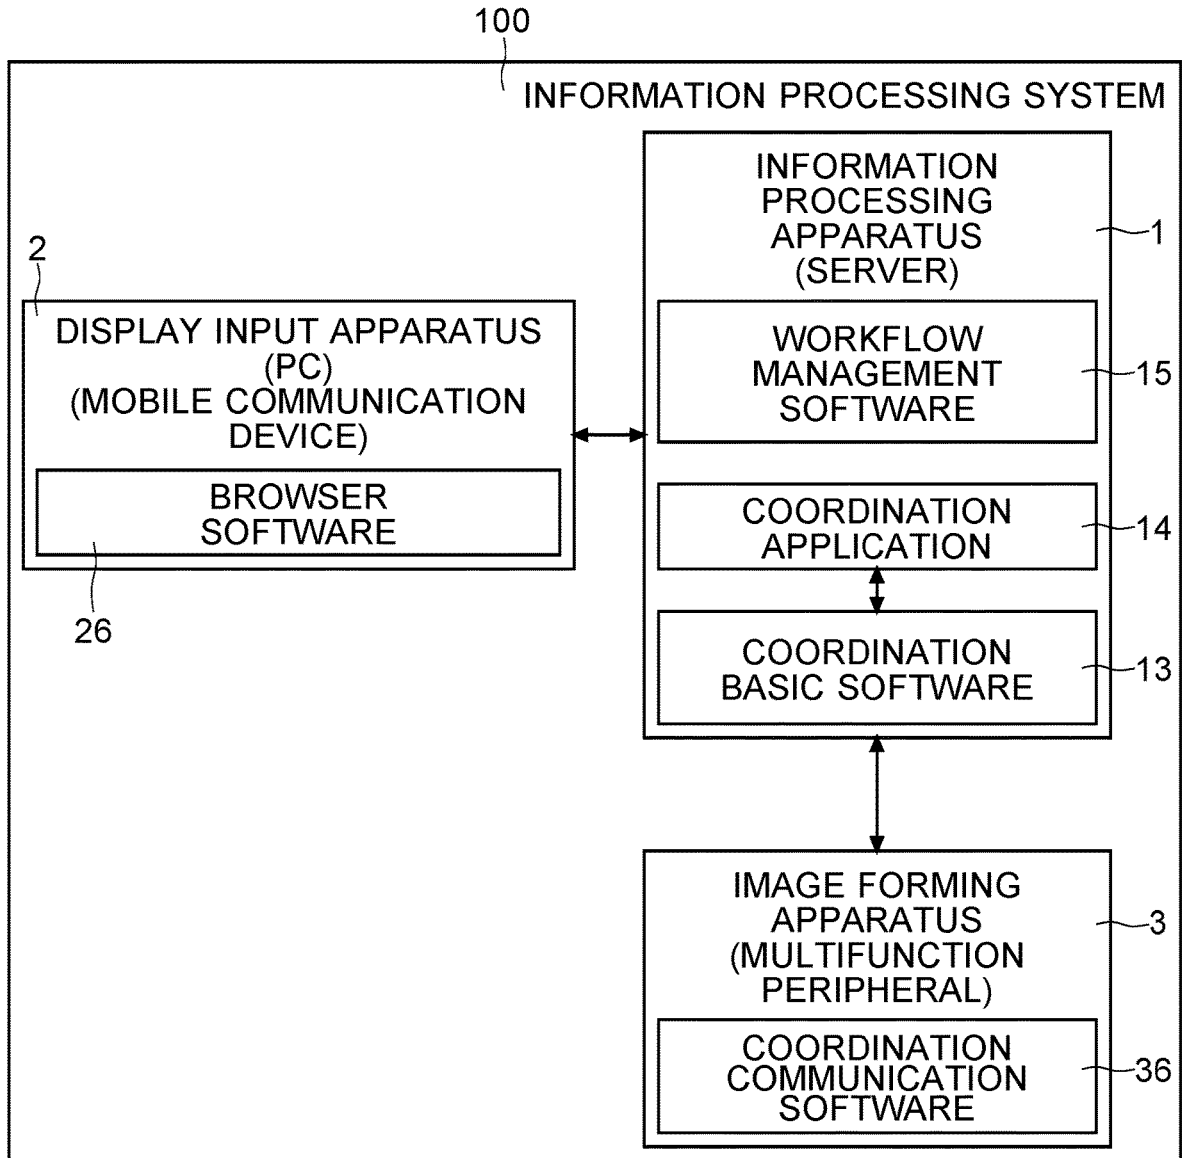 100
INFORMATION PROCESSING SYSTEM
INFORMATION
PROCESSING
APPARATUS
(SERVER)
1
2
DISPLAY INPUT APPARATUS
(PC)
(MOBILE COMMUNICATION
DEVICE)
BROWSER
SOFTWARE
26
WORKFLOW
MANAGEMENT
SOFTWARE
15
COORDINATION
APPLICATION
14
COORDINATION
BASIC SOFTWARE
13
IMAGE FORMING
APPARATUS
(MULTIFUNCTION
PERIPHERAL)
3
COORDINATION
COMMUNICATION
SOFTWARE
36